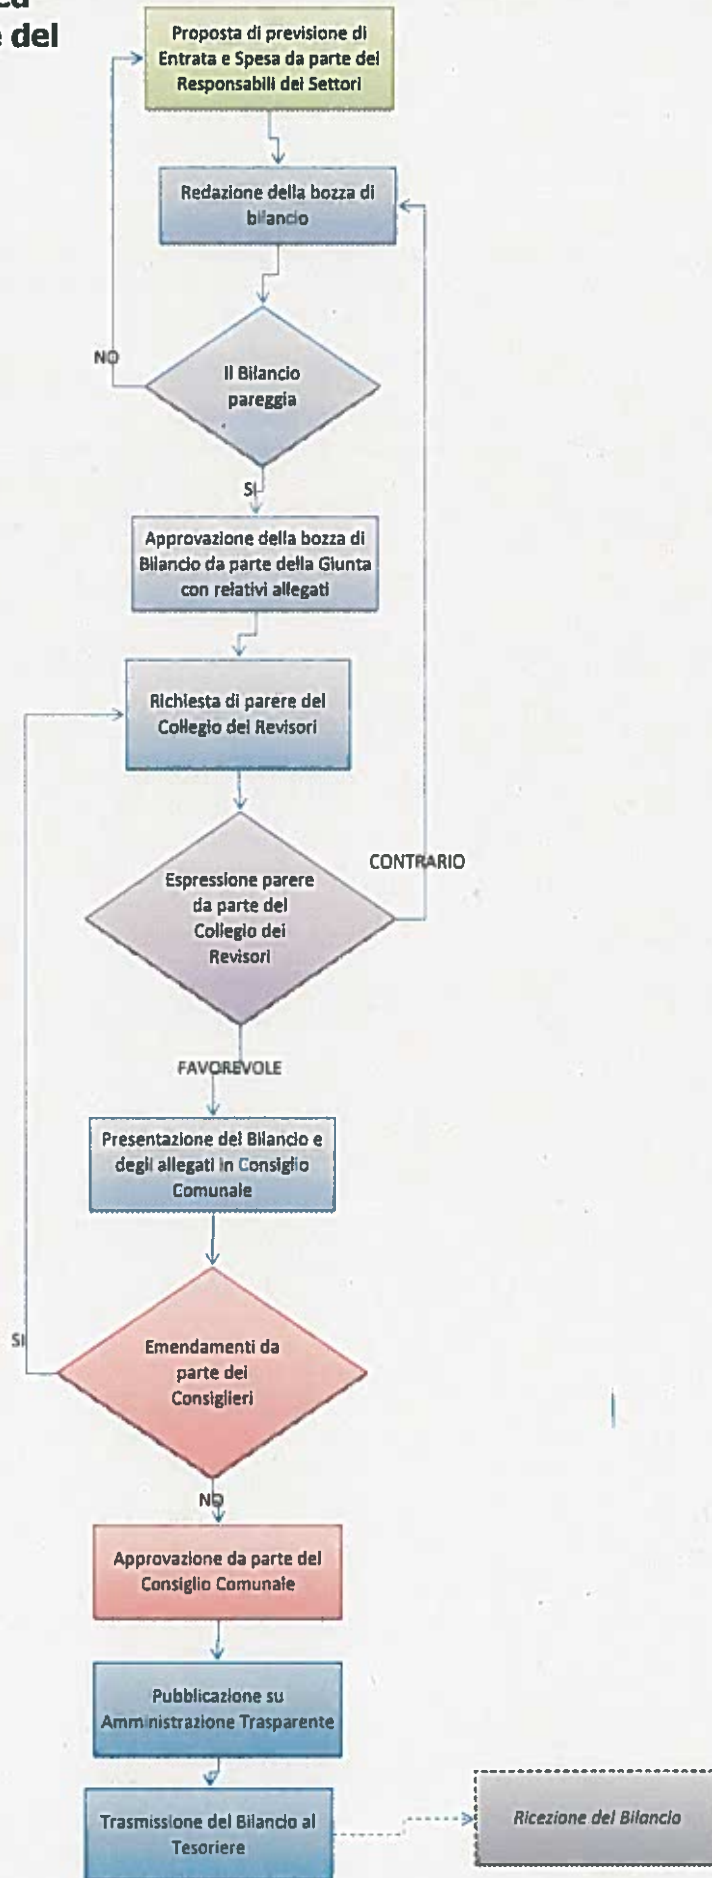 e del
Proposta di previsione di
Entrata e Spesa da parte dei
Responsabili dei Settori
Redazione della bozza di
bilancio
NO
Il Bilancio
pareggia
SI
Approvazione della bozza di
Bilancio da parte della Giunta
con relativi allegati
Richiesta di parere del
Collegio dei Revisori
CONTRARIO
Espressione parere
da parte del
Collegio dei
Revisori
FAVOREVOLE
Presentazione del Bilancio e
degli allegati in Consiglio
Comunale
SI
Emendamenti da
parte dei
Consiglieri
NO
Approvazione da parte del
Consiglio Comunale
Pubblicazione su
Amministrazione Trasparente
Trasmissione del Bilancio al
Tesoriere
Ricezione del Bilancio